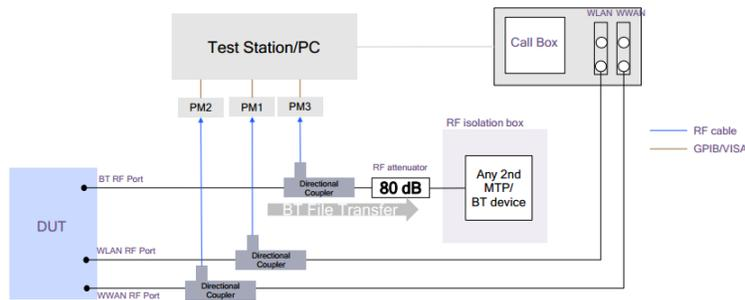 WLAN WWAN
Test Station/PC
Call Box
PM2
PM1
PM3
RF isolation box
RF cable
GPIB/VISA
RF attenuator
BT RF Port
Directional
Coupler
80 dB
Any 2nd
MTP/
BT device
BT File Transfer
DUT
WLAN RF Port
Directional
Coupler
Directional
Coupler
WWAN RF Port